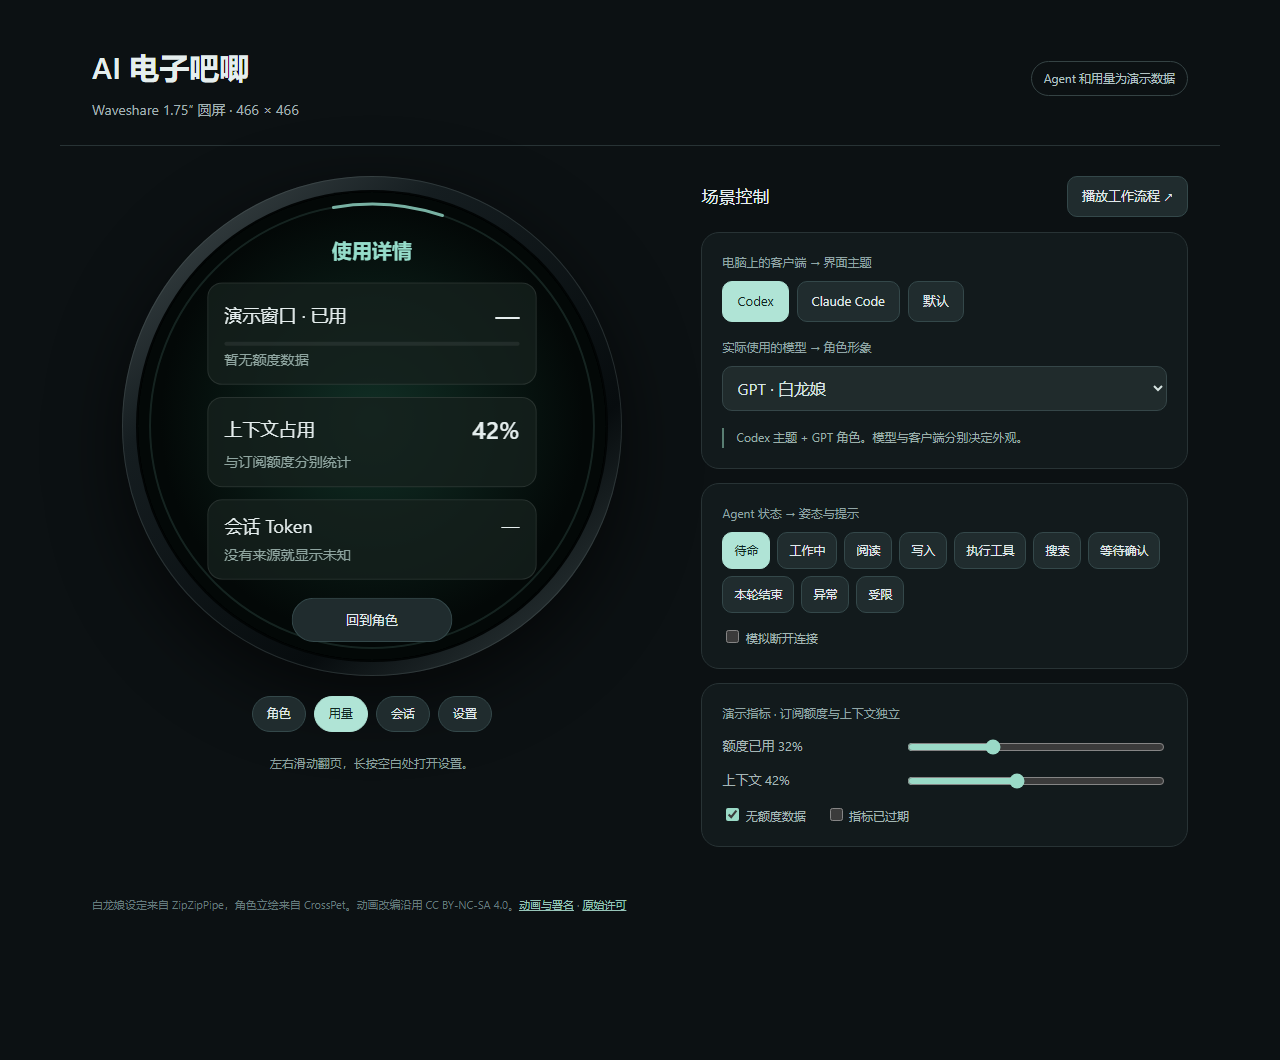 AI 电子吧唧
Waveshare 1.75″ 圆屏 · 466 × 466
Agent 和用量为演示数据
使用详情
演示窗口 · 已用 —
暂无额度数据
上下文占用 42%
与订阅额度分别统计
会话 Token —
没有来源就显示未知
回到角色
角色 用量 会话 设置
左右滑动翻页，长按空白处打开设置。
场景控制
播放工作流程 ↗
电脑上的客户端 → 界面主题
Codex Claude Code 默认
实际使用的模型 → 角色形象
GPT · 白龙娘
Codex 主题 + GPT 角色。模型与客户端分别决定外观。
Agent 状态 → 姿态与提示
待命 工作中 阅读 写入 执行工具 搜索 等待确认
本轮结束 异常 受限
模拟断开连接
演示指标 · 订阅额度与上下文独立
额度已用 32%
上下文 42%
无额度数据 指标已过期
白龙娘设定来自 ZipZipPipe，角色立绘来自 CrossPet。动画改编沿用 CC BY-NC-SA 4.0。动画与署名 · 原始许可